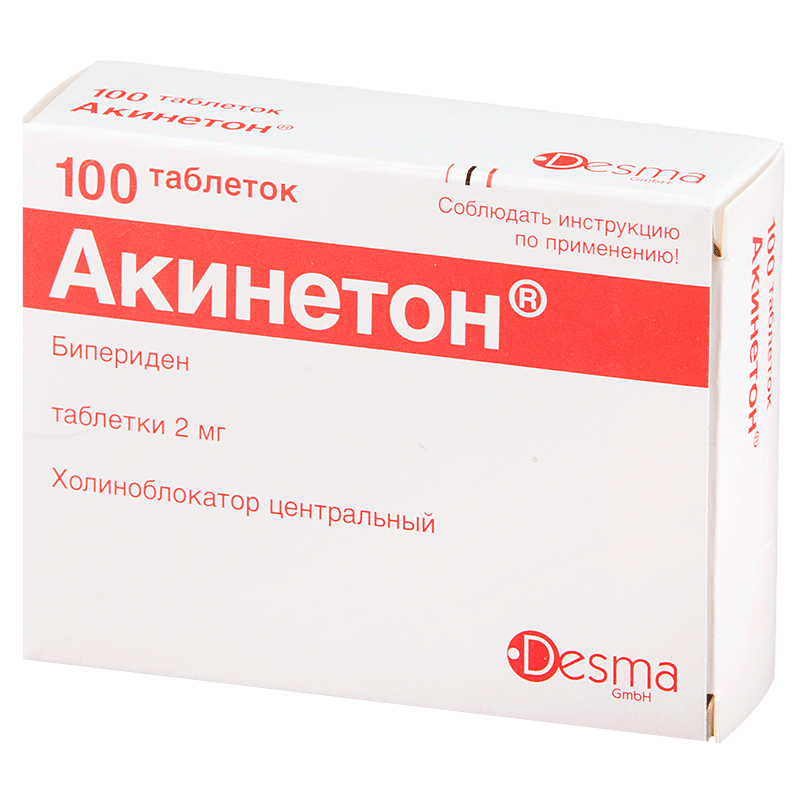 100 таблеток
Акинетон®
Desma
GmbH
100 таблеток
Соблюдать инструкцию
по применению!
Акинетон®
Бипериден
таблетки 2 мг
Холиноблокатор центральный
Desma
GmbH
100 таблеток
Акинетон®